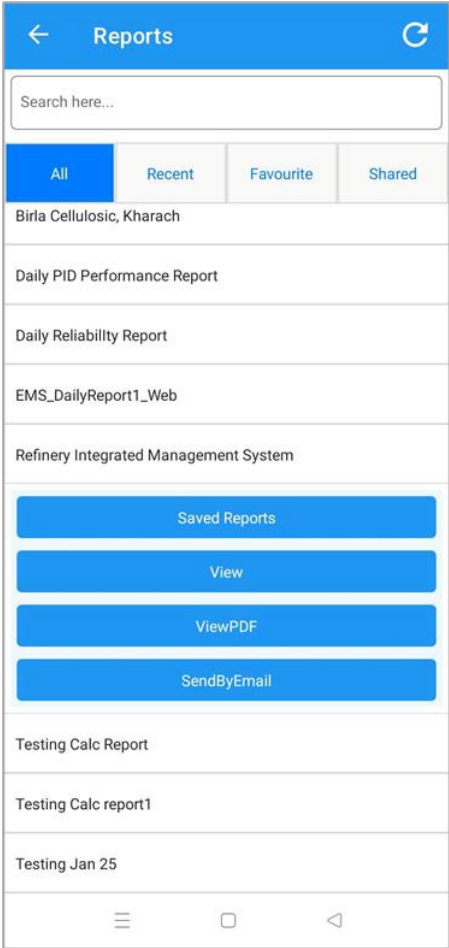 Reports
Search here...
All Recent Favourite Shared
Birla Cellulosic, Kharach
Daily PID Performance Report
Daily Reliabillty Report
EMS_DailyReport1_Web
Refinery Integrated Management System
Saved Reports
View
ViewPDF
SendByEmail
Testing Calc Report
Testing Calc report1
Testing Jan 25